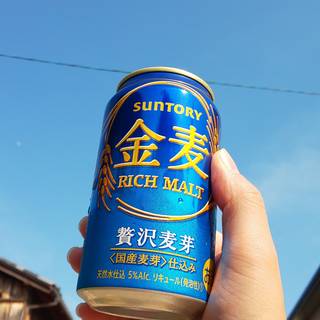 SUNTORY
金麦
RICH MALT
贅沢麦芽
〈国産麦芽〉仕込み
天然水仕込 5%Alc. リキュール(発泡性)①